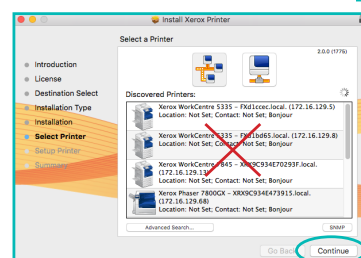 Install Xerox Printer
Select a Printer
2.0.0 (1775)
Introduction
License
Destination Select
Installation Type
Installation
Select Printer
Setup Printer
Summary
Discovered Printers:
Xerox WorkCentre 5335 – FXd1ccec.local. (172.16.129.5)
Location: Not Set; Contact: Not Set; Bonjour
Xerox WorkCentre 5335 – FXd1bd65.local. (172.16.129.8)
Location: Not Set; Contact: Not Set; Bonjour
Xerox WorkCentre 7845 – XRX9C934E70293F.local.
(172.16.129.13)
Location: Not Set; Contact: Not Set; Bonjour
Xerox Phaser 7800GX – XRX9C934E473915.local.
(172.16.129.68)
Location: Not Set; Contact: Not Set; Bonjour
Advanced Search...
SNMP
Go Back
Continue